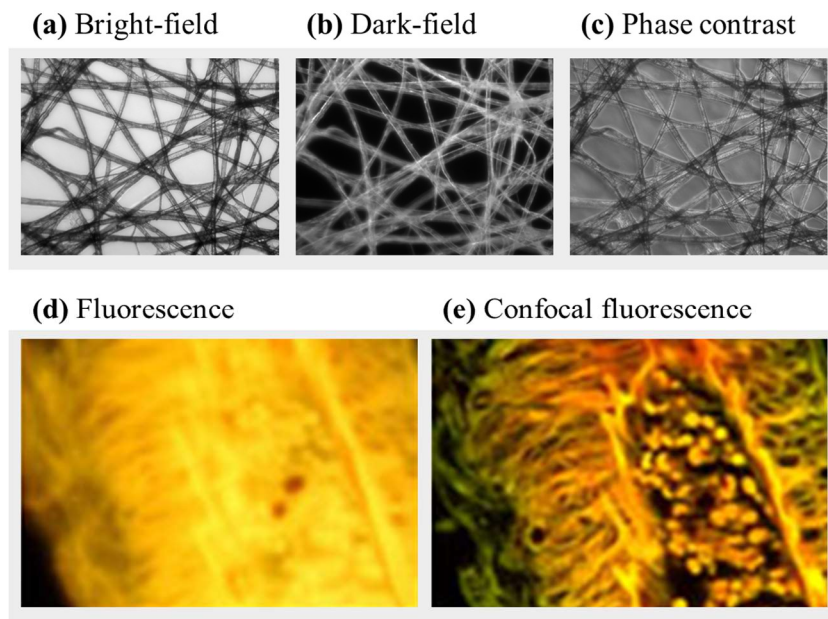 (a) Bright-field
(b) Dark-field
(c) Phase contrast
(d) Fluorescence
(e) Confocal fluorescence